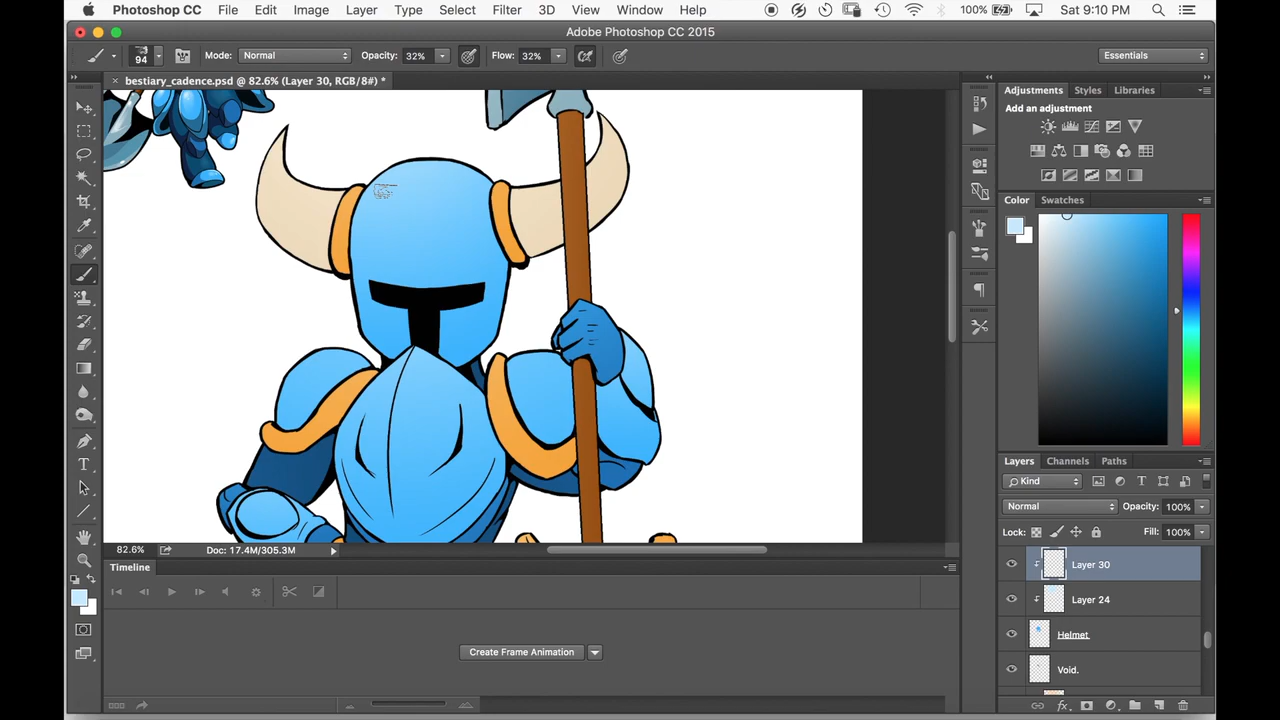 Photoshop CC File Edit Image Layer Type Select Filter 3D View Window Help 100% Sat 9:10 PM
Adobe Photoshop CC 2015
94 Mode: Normal Opacity: 32% Flow: 32% Essentials
× bestiary_cadence.psd @ 82.6% (Layer 30, RGB/8#) *
Adjustments Styles Libraries
Add an adjustment
Color Swatches
Layers Channels Paths
Kind
Normal Opacity: 100%
Lock: Fill: 100%
Layer 30
Layer 24
Helmet
Void.
82.6% Doc: 17.4M/305.3M
Timeline
Create Frame Animation